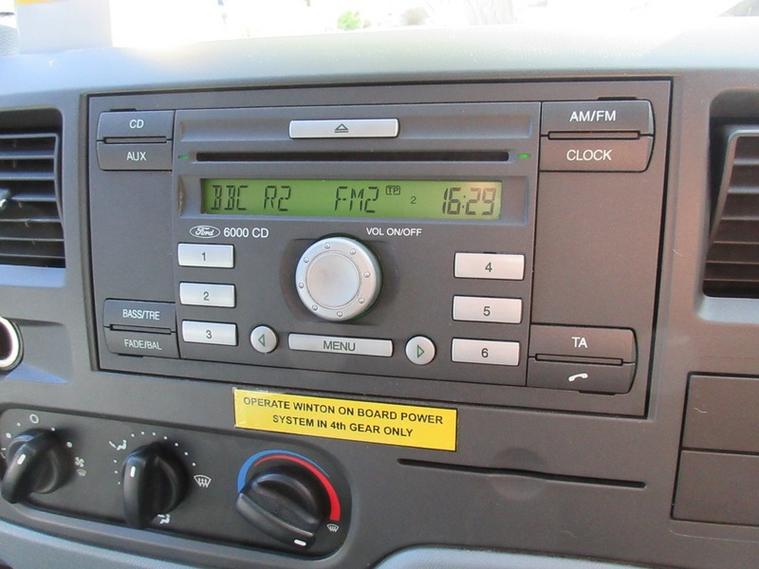 CD
AUX
AM/FM
CLOCK
BBC R2 FM2 TP 2 16:29
Ford 6000 CD
VOL ON/OFF
1
2
3
4
5
6
BASS/TRE
FADE/BAL
MENU
TA
OPERATE WINTON ON BOARD POWER
SYSTEM IN 4th GEAR ONLY